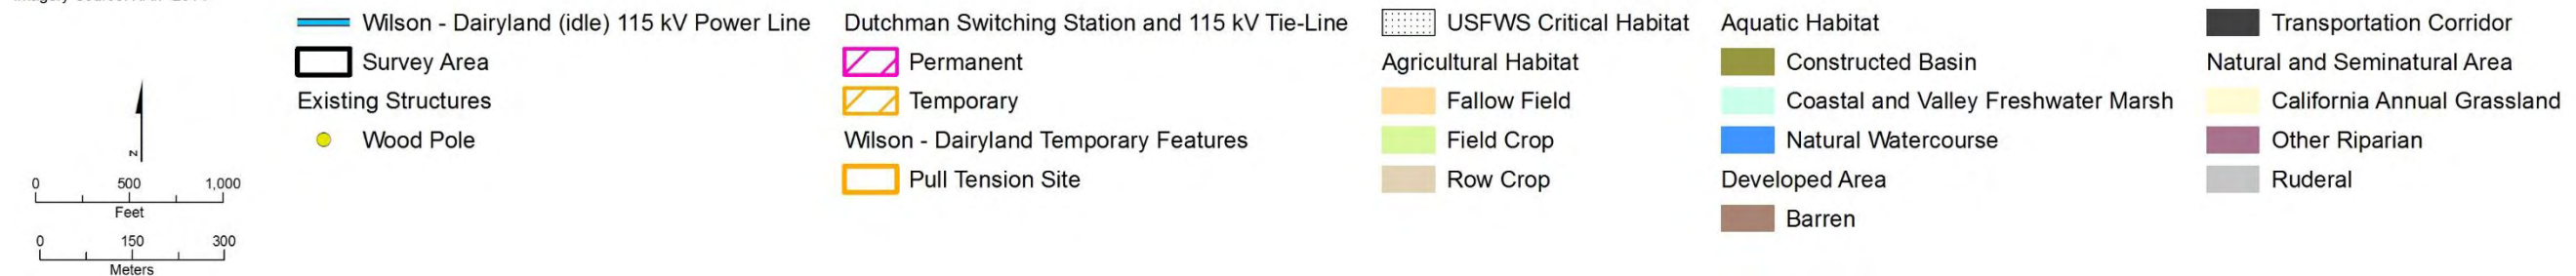 N
0 500 1,000
Feet
0 150 300
Meters
Wilson - Dairyland (idle) 115 kV Power Line
Survey Area
Existing Structures
Wood Pole
Dutchman Switching Station and 115 kV Tie-Line
Permanent
Temporary
Wilson - Dairyland Temporary Features
Pull Tension Site
USFWS Critical Habitat
Agricultural Habitat
Fallow Field
Field Crop
Row Crop
Aquatic Habitat
Constructed Basin
Coastal and Valley Freshwater Marsh
Natural Watercourse
Developed Area
Barren
Transportation Corridor
Natural and Seminatural Area
California Annual Grassland
Other Riparian
Ruderal